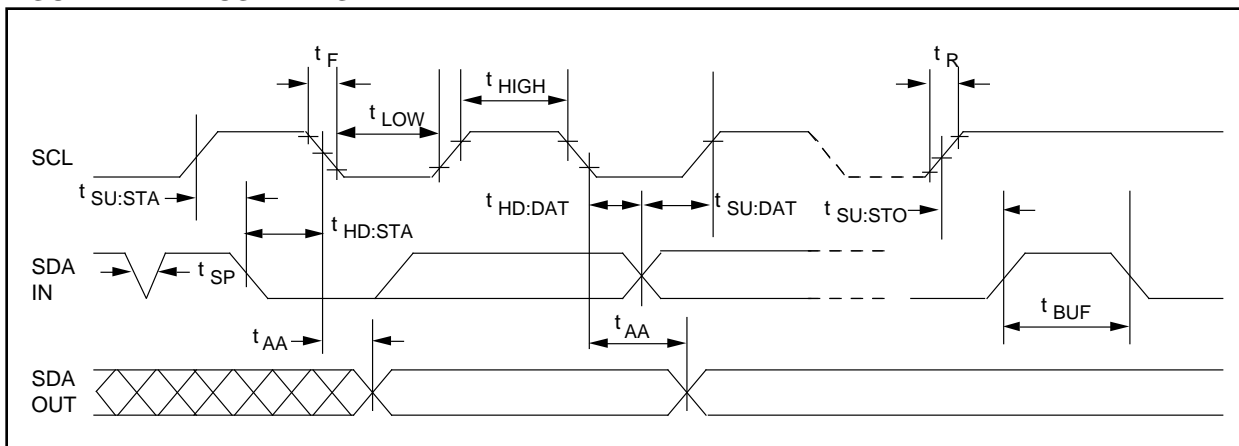 t F
t R
t HIGH
t LOW
SCL
t SU:STA
t HD:DAT
t SU:DAT
t SU:STO
t HD:STA
SDA
IN
t SP
t BUF
t AA
t AA
SDA
OUT